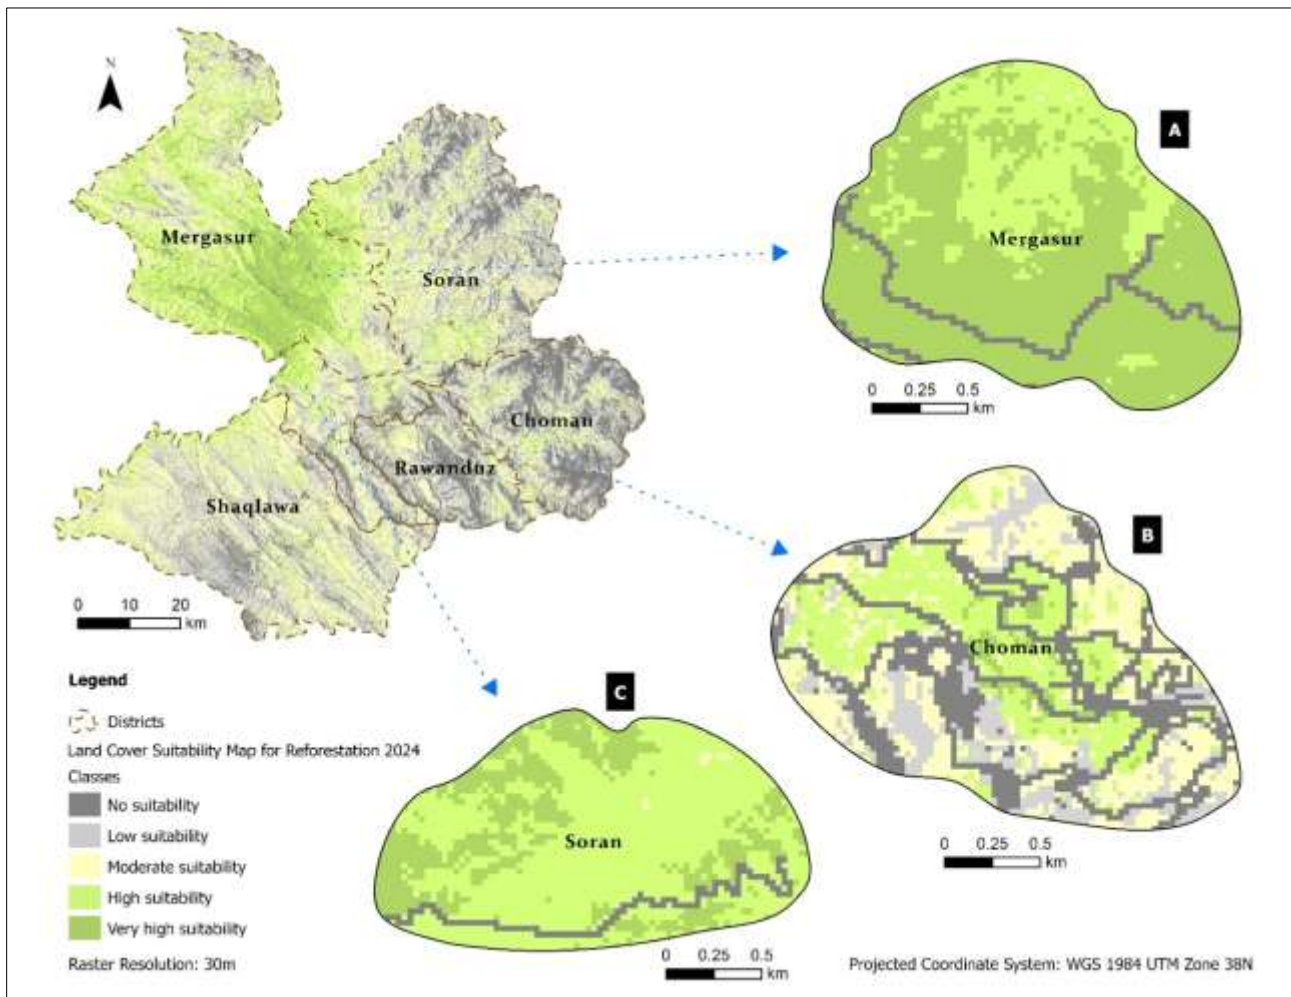 N
Mergasur
Soran
Choman
Rawanduz
Shaqlawa
0 10 20
km
A
Mergasur
0 0.25 0.5
km
B
Choman
0 0.25 0.5
km
C
Soran
0 0.25 0.5
km
Legend
Districts
Land Cover Suitability Map for Reforestation 2024
Classes
No suitability
Low suitability
Moderate suitability
High suitability
Very high suitability
Raster Resolution: 30m
Projected Coordinate System: WGS 1984 UTM Zone 38N